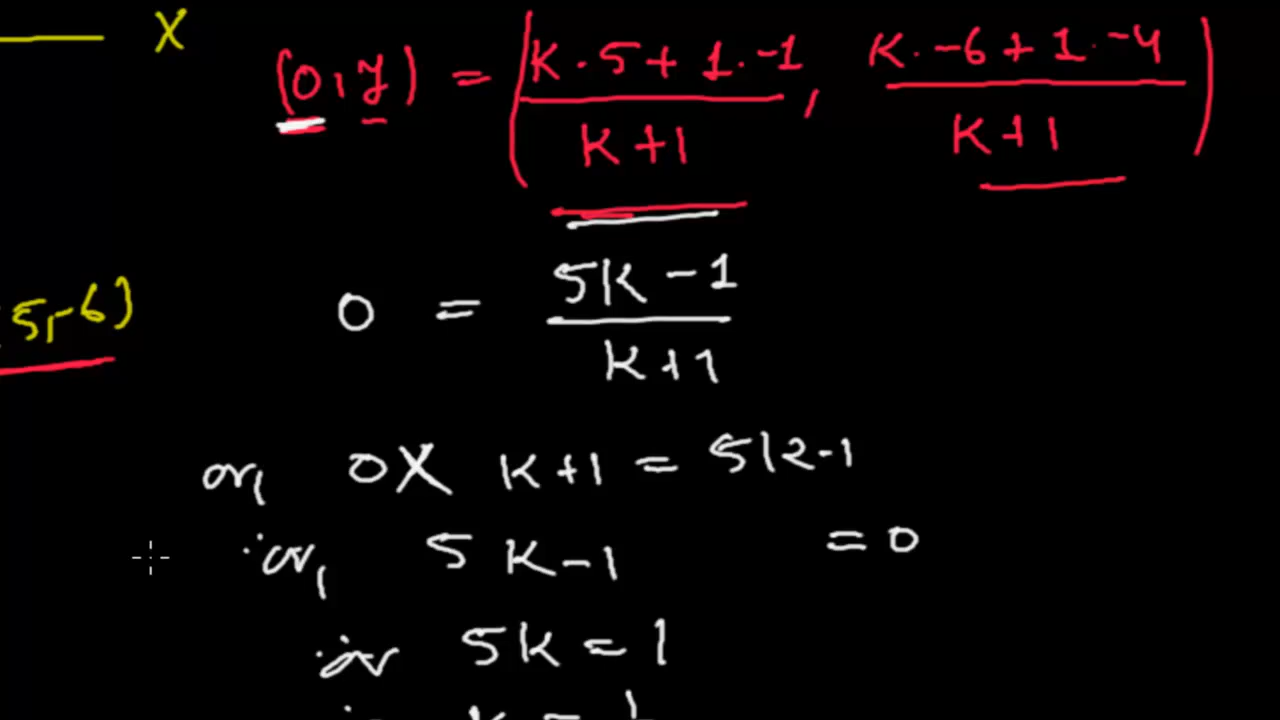 X
(0, y) = (K·5+1·-1 / K+1, K·-6+1·-4 / K+1)
5,-6)
0 = 5K-1 / K+1
or, 0X K+1 = 5k-1
or, 5K-1 = 0
or 5K = 1